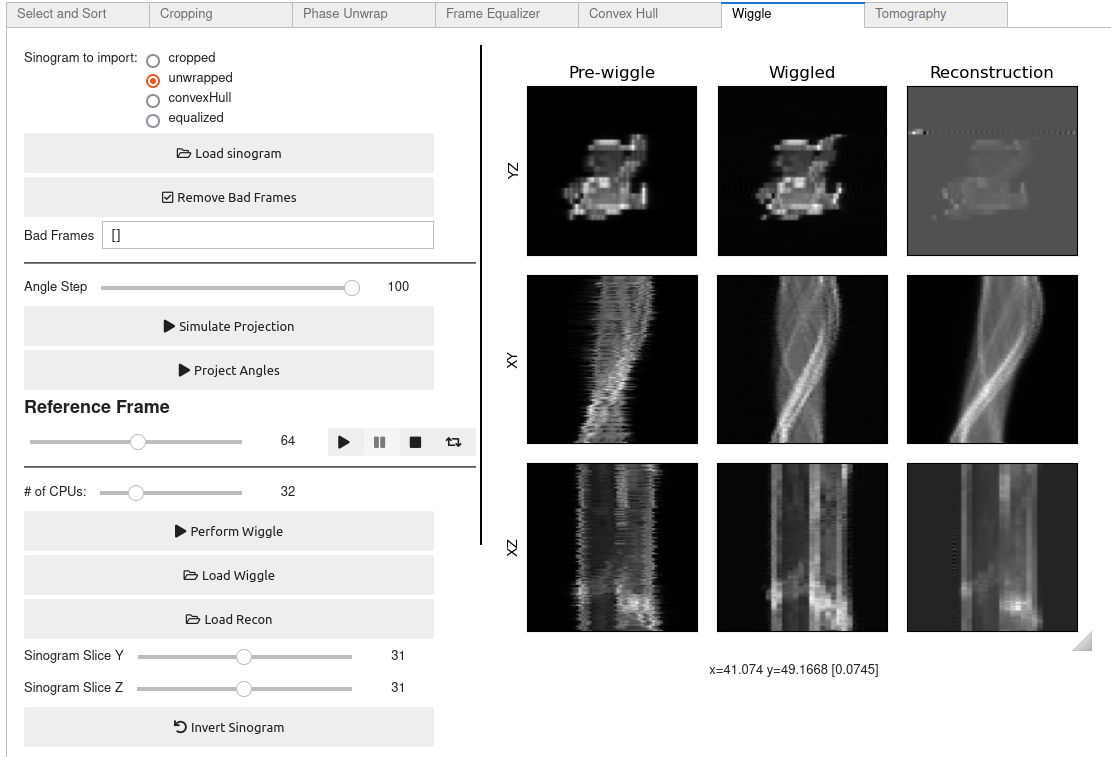 Select and Sort
Cropping
Phase Unwrap
Frame Equalizer
Convex Hull
Wiggle
Tomography
Sinogram to import:
cropped
unwrapped
convexHull
equalized
Load sinogram
Remove Bad Frames
Bad Frames []
Angle Step 100
Simulate Projection
Project Angles
Reference Frame
64
# of CPUs: 32
Perform Wiggle
Load Wiggle
Load Recon
Sinogram Slice Y 31
Sinogram Slice Z 31
Invert Sinogram
Pre-wiggle
Wiggled
Reconstruction
YZ
XY
XZ
x=41.074 y=49.1668 [0.0745]